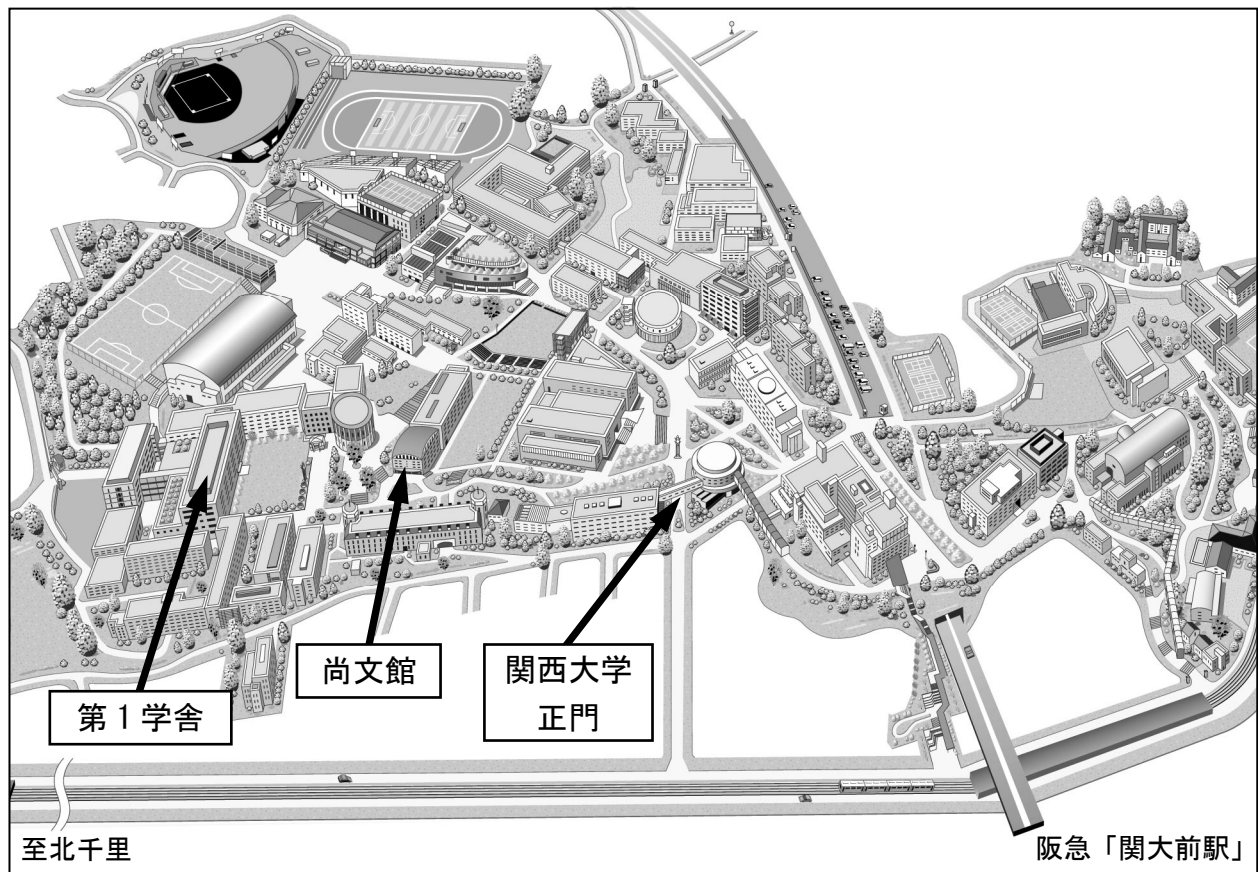 尚文館
関西大学
正門
第1学舎
至北千里
阪急「関大前駅」